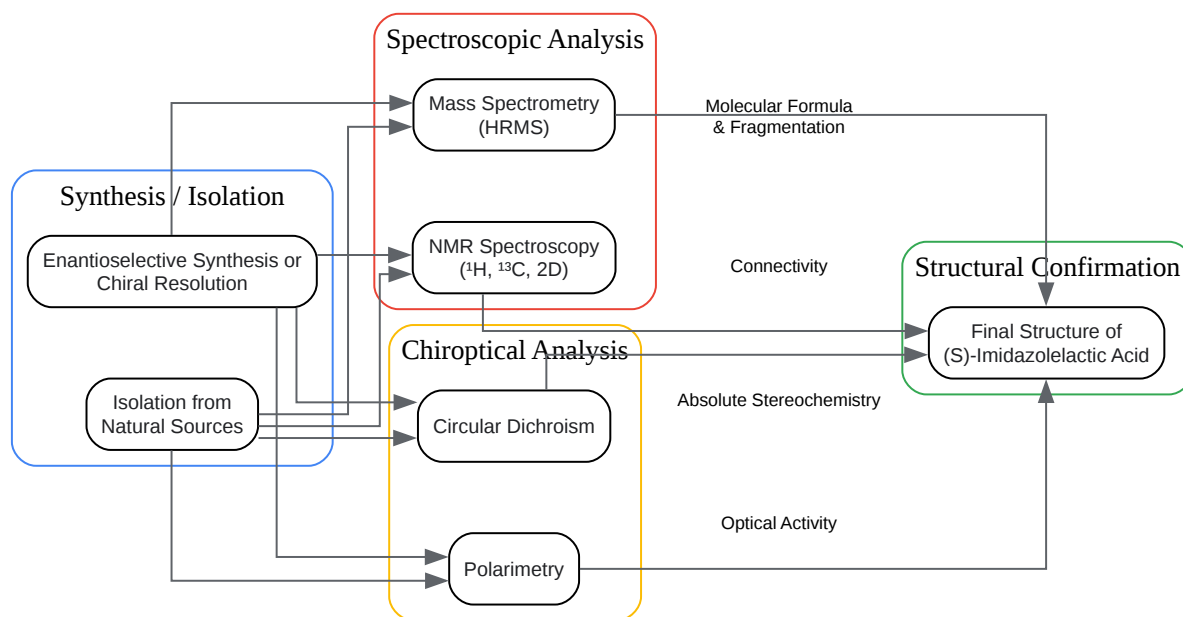 Spectroscopic Analysis
Mass Spectrometry
(HRMS)
Molecular Formula
& Fragmentation
Synthesis / Isolation
Enantioselective Synthesis or
Chiral Resolution
NMR Spectroscopy
(¹H, ¹³C, 2D)
Connectivity
Structural Confirmation
Final Structure of
(S)-Imidazolelactic Acid
Chiroptical Analysis
Isolation from
Natural Sources
Circular Dichroism
Absolute Stereochemistry
Optical Activity
Polarimetry